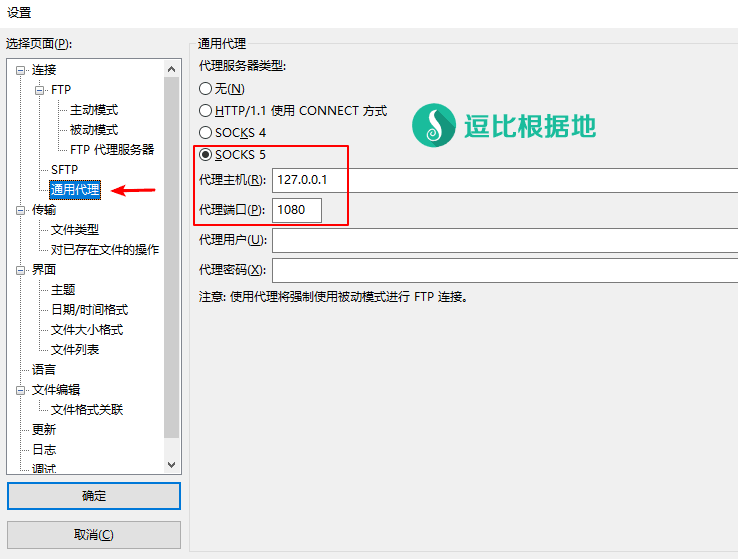 设置
选择页面(P):
连接
FTP
主动模式
被动模式
FTP 代理服务器
SFTP
通用代理
传输
文件类型
对已存在文件的操作
界面
主题
日期/时间格式
文件大小格式
文件列表
语言
文件编辑
文件格式关联
更新
日志
调试
确定
取消(C)
通用代理
代理服务器类型:
无(N)
HTTP/1.1 使用 CONNECT 方式
SOCKS 4
SOCKS 5
逗比根据地
代理主机(R): 127.0.0.1
代理端口(P): 1080
代理用户(U):
代理密码(X):
注意: 使用代理将强制使用被动模式进行 FTP 连接。